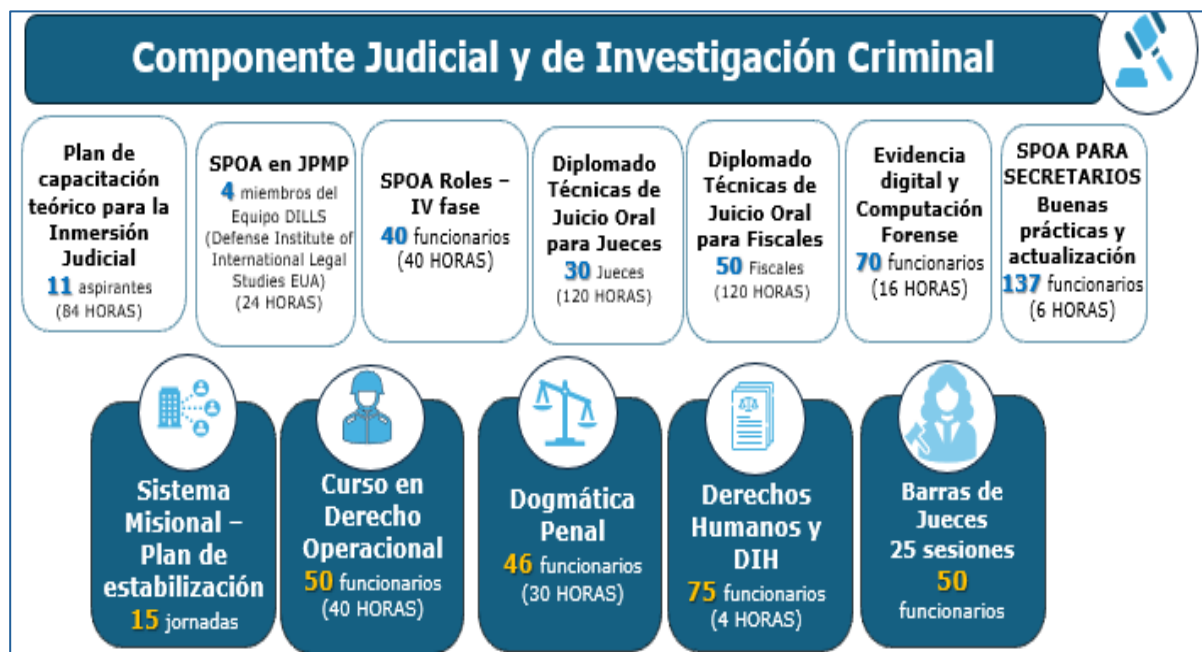 Componente Judicial y de Investigación Criminal
Plan de
capacitación
teórico para la
Inmersión
Judicial
11 aspirantes
(84 HORAS)
SPOA en JPMP
4 miembros del
Equipo DILLS
(Defense Institute of
International Legal
Studies EUA)
(24 HORAS)
SPOA Roles –
IV fase
40 funcionarios
(40 HORAS)
Diplomado
Técnicas de
Juicio Oral
para Jueces
30 Jueces
(120 HORAS)
Diplomado
Técnicas de
Juicio Oral
para Fiscales
50 Fiscales
(120 HORAS)
Evidencia
digital y
Computación
Forense
70 funcionarios
(16 HORAS)
SPOA PARA
SECRETARIOS
Buenas
prácticas y
actualización
137 funcionarios
(6 HORAS)
Sistema
Misional –
Plan de
estabilización
15 jornadas
Curso en
Derecho
Operacional
50 funcionarios
(40 HORAS)
Dogmática
Penal
46 funcionarios
(30 HORAS)
Derechos
Humanos y
DIH
75 funcionarios
(4 HORAS)
Barras de
Jueces
25 sesiones
50
funcionarios